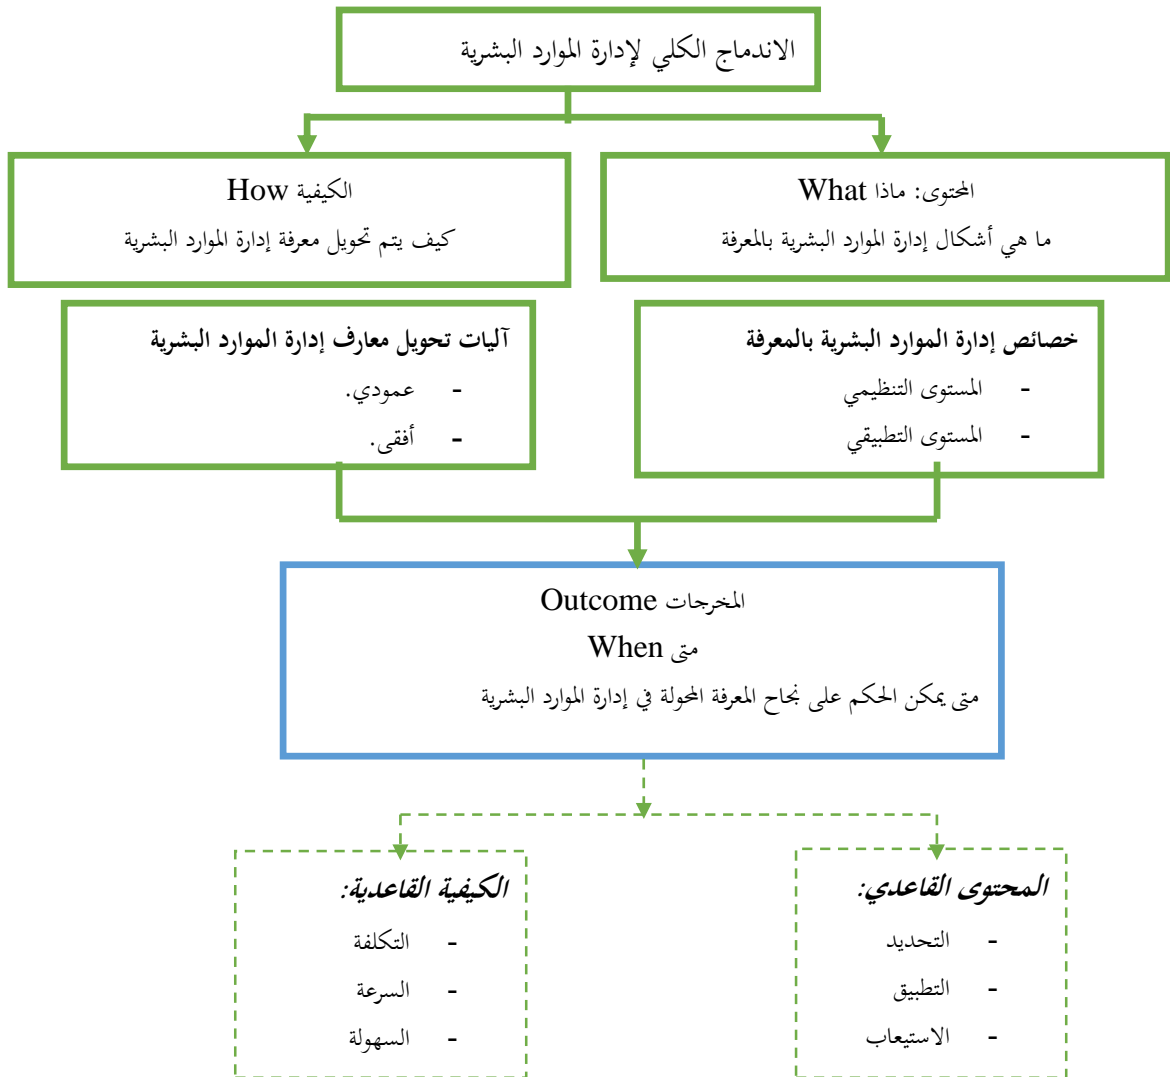 الاندماج الكلي لإدارة الموارد البشرية
المحتوى: ماذا What
ما هي أشكال إدارة الموارد البشرية بالمعرفة
الكيفية How
كيف يتم تحويل معرفة إدارة الموارد البشرية
خصائص إدارة الموارد البشرية بالمعرفة
- المستوى التنظيمي
- المستوى التطبيقي
آليات تحويل معارف إدارة الموارد البشرية
- عمودي.
- أفقي.
المخرجات Outcome
متى When
متى يمكن الحكم على نجاح المعرفة المحولة في إدارة الموارد البشرية
المحتوى القاعدي:
- التحديد
- التطبيق
- الاستيعاب
الكيفية القاعدية:
- التكلفة
- السرعة
- السهولة